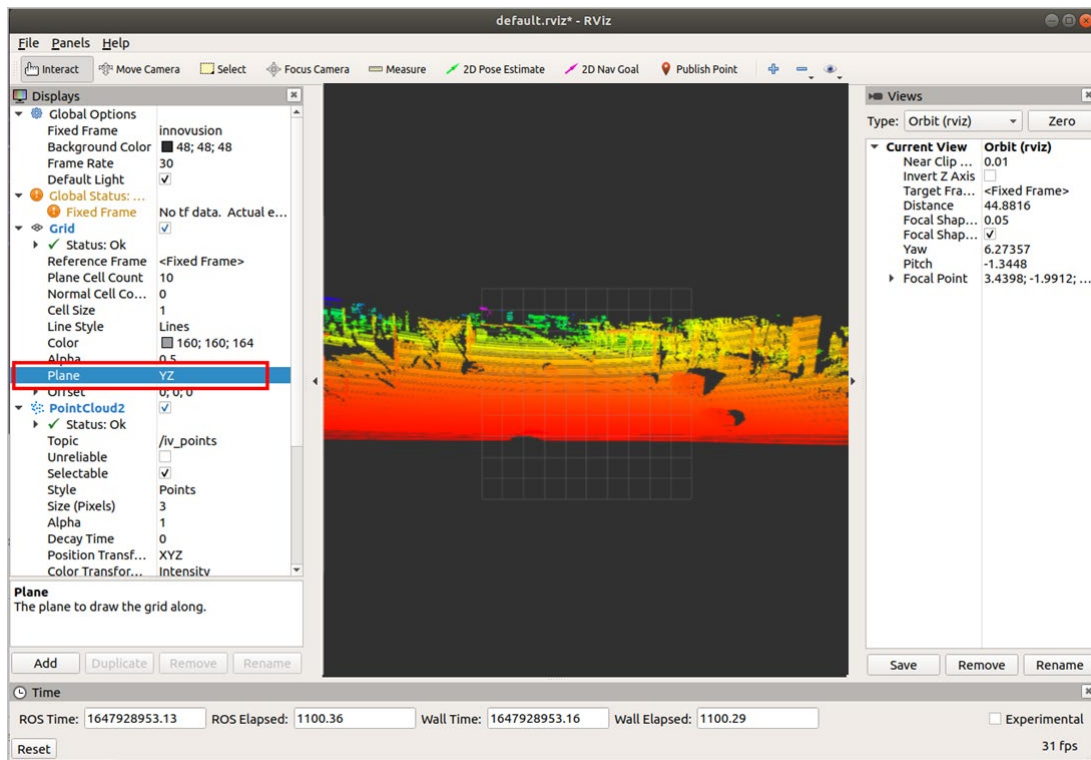 default.rviz* - RViz
File Panels Help
Interact Move Camera Select Focus Camera Measure 2D Pose Estimate 2D Nav Goal Publish Point
Displays
Global Options
Fixed Frame innovusion
Background Color 48; 48; 48
Frame Rate 30
Default Light
Global Status: ...
Fixed Frame No tf data. Actual e...
Grid
Status: Ok
Reference Frame <Fixed Frame>
Plane Cell Count 10
Normal Cell Co... 0
Cell Size 1
Line Style Lines
Color 160; 160; 164
Alpha 0.5
Plane YZ
Offset 0; 0; 0
PointCloud2
Status: Ok
Topic /iv_points
Unreliable
Selectable
Style Points
Size (Pixels) 3
Alpha 1
Decay Time 0
Position Transf... XYZ
Color Transfor... Intensity
Plane
The plane to draw the grid along.
Add Duplicate Remove Rename
Views
Type: Orbit (rviz) Zero
Current View Orbit (rviz)
Near Clip ... 0.01
Invert Z Axis
Target Fra... <Fixed Frame>
Distance 44.8816
Focal Shap... 0.05
Focal Shap...
Yaw 6.27357
Pitch -1.3448
Focal Point 3.4398; -1.9912; ...
Save Remove Rename
Time
ROS Time: 1647928953.13 ROS Elapsed: 1100.36 Wall Time: 1647928953.16 Wall Elapsed: 1100.29 Experimental
Reset 31 fps